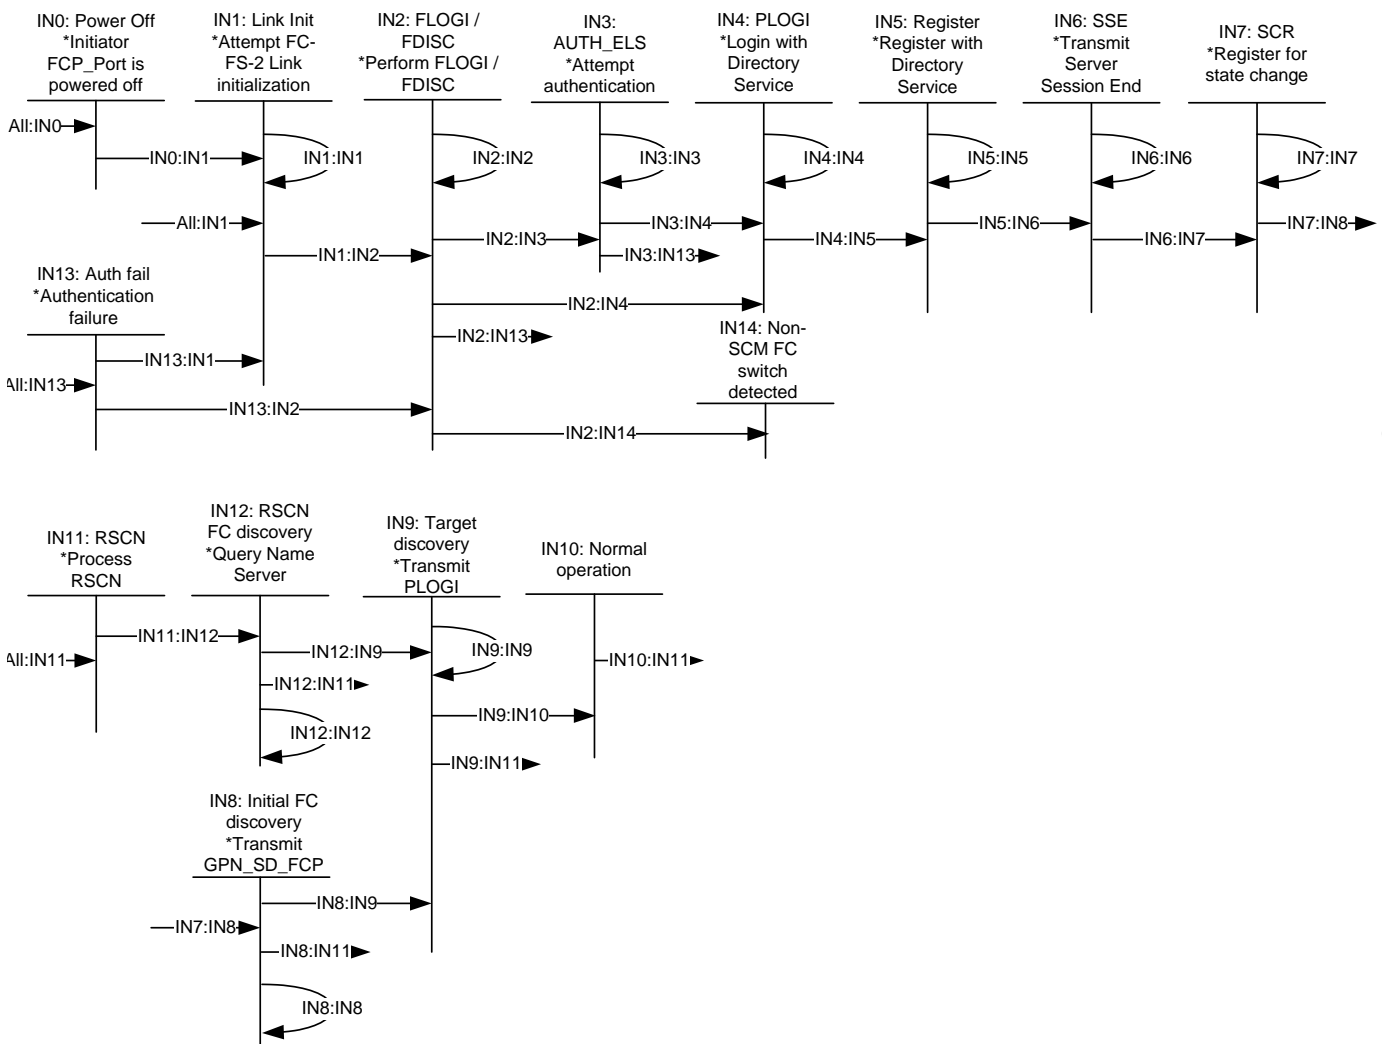 IN0: Power Off
*Initiator
FCP_Port is
powered off
IN1: Link Init
*Attempt FC-
FS-2 Link
initialization
IN2: FLOGI /
FDISC
*Perform FLOGI /
FDISC
IN3:
AUTH_ELS
*Attempt
authentication
IN4: PLOGI
*Login with
Directory
Service
IN5: Register
*Register with
Directory
Service
IN6: SSE
*Transmit
Server
Session End
IN7: SCR
*Register for
state change
All:IN0
IN0:IN1
IN1:IN1
IN2:IN2
IN3:IN3
IN4:IN4
IN5:IN5
IN6:IN6
IN7:IN7
All:IN1
IN3:IN4
IN5:IN6
IN7:IN8
IN2:IN3
IN4:IN5
IN6:IN7
IN1:IN2
IN3:IN13
IN13: Auth fail
*Authentication
failure
IN2:IN4
IN2:IN13
IN14: Non-
SCM FC
switch
detected
IN13:IN1
All:IN13
IN13:IN2
IN2:IN14
IN11: RSCN
*Process
RSCN
IN12: RSCN
FC discovery
*Query Name
Server
IN9: Target
discovery
*Transmit
PLOGI
IN10: Normal
operation
IN11:IN12
All:IN11
IN12:IN9
IN9:IN9
IN10:IN11
IN12:IN11
IN9:IN10
IN12:IN12
IN9:IN11
IN8: Initial FC
discovery
*Transmit
GPN_SD_FCP
IN8:IN9
IN7:IN8
IN8:IN11
IN8:IN8